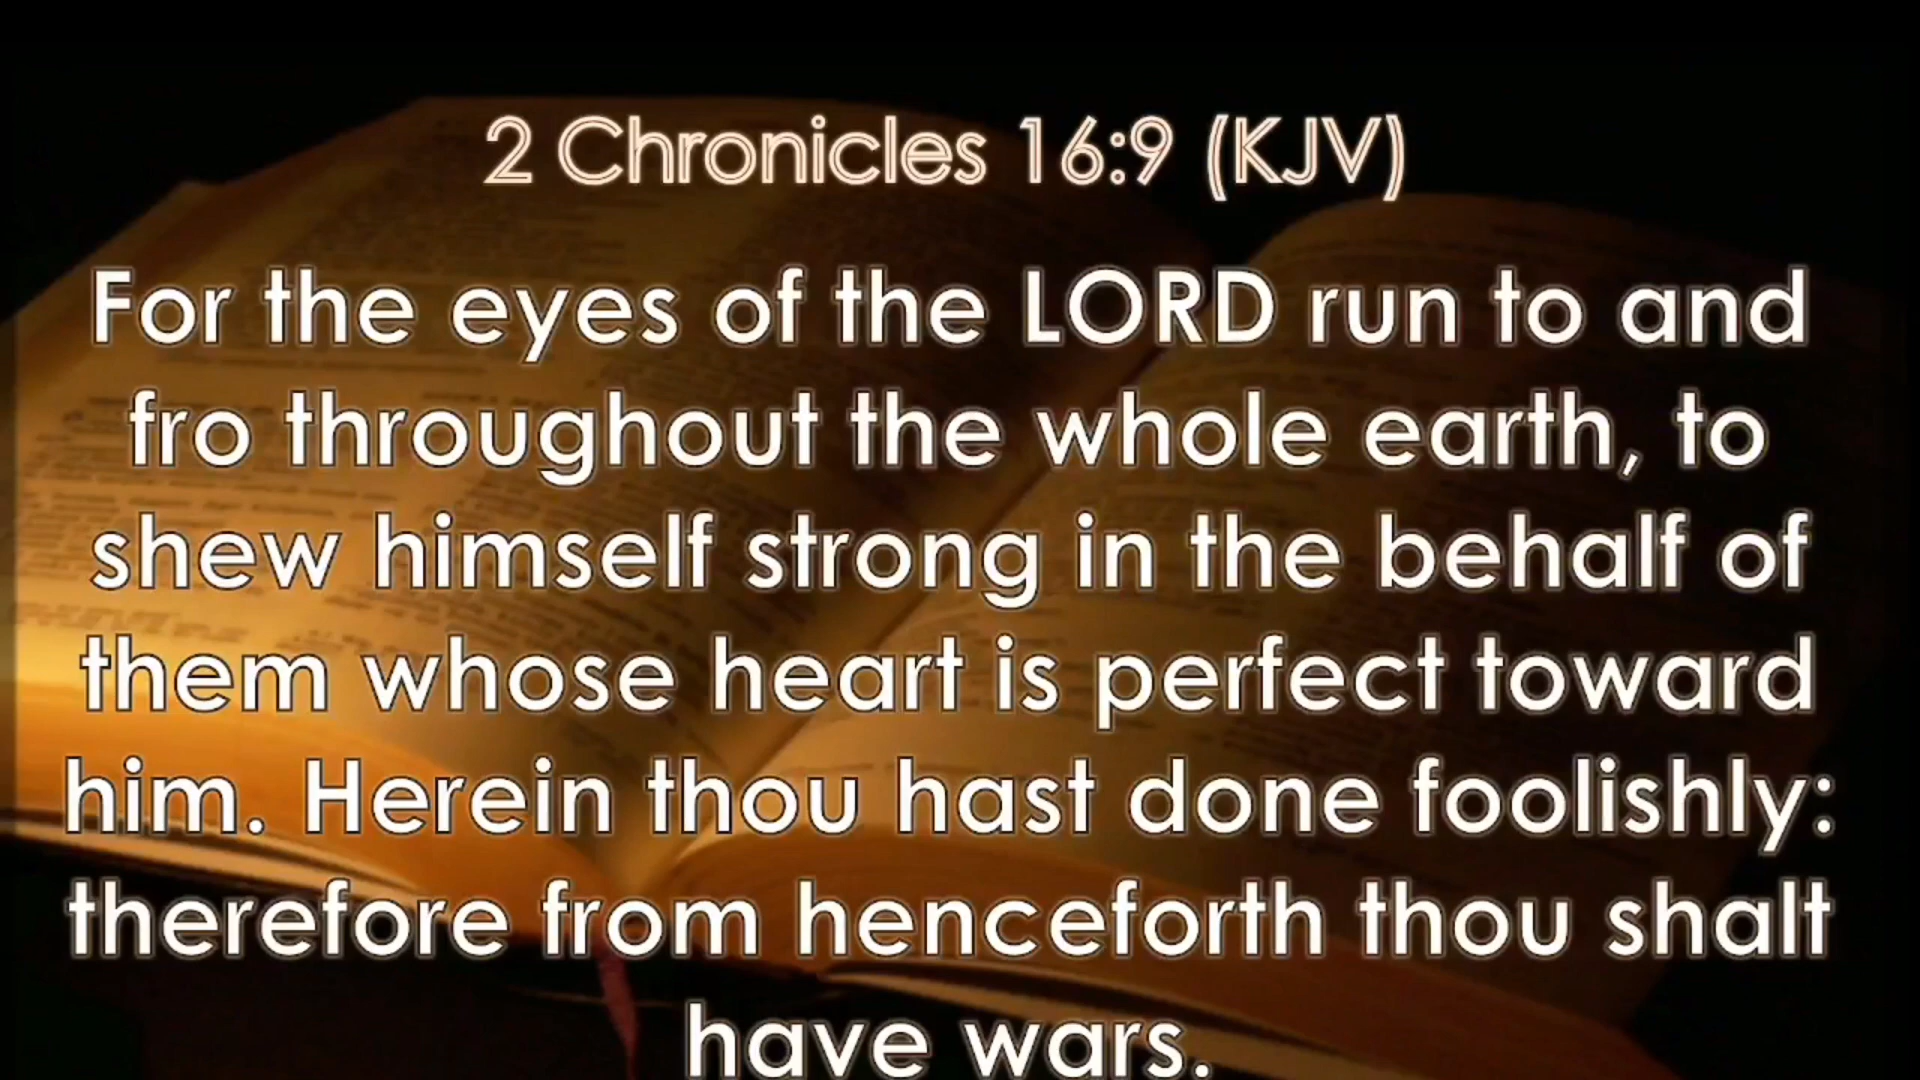 2 Chronicles 16:9 (KJV)
For the eyes of the LORD run to and
fro throughout the whole earth, to
shew himself strong in the behalf of
them whose heart is perfect toward
him. Herein thou hast done foolishly:
therefore from henceforth thou shalt
have wars.